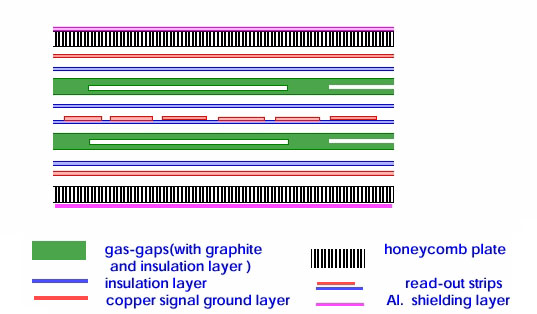 gas-gaps(with graphite
and insulation layer )
insulation layer
copper signal ground layer
honeycomb plate
read-out strips
Al. shielding layer